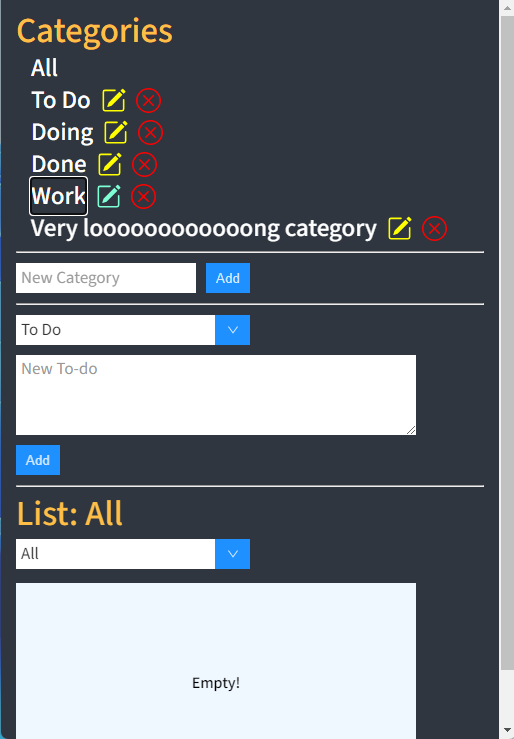 Categories
All
To Do
Doing
Done
Work
Very looooooooooooong category
New Category Add
To Do
New To-do
Add
List: All
All
Empty!